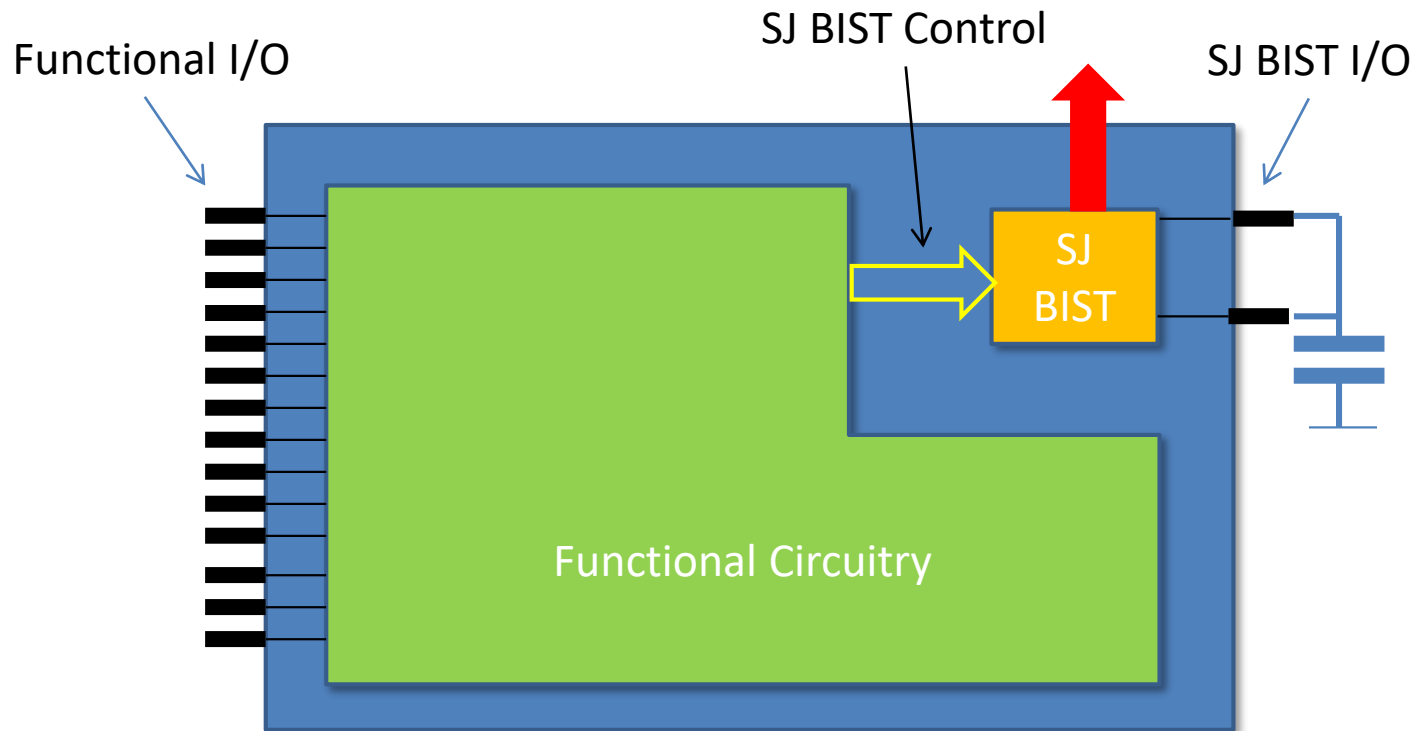 SJ BIST Control
Functional I/O
SJ BIST I/O
SJ
BIST
Functional Circuitry